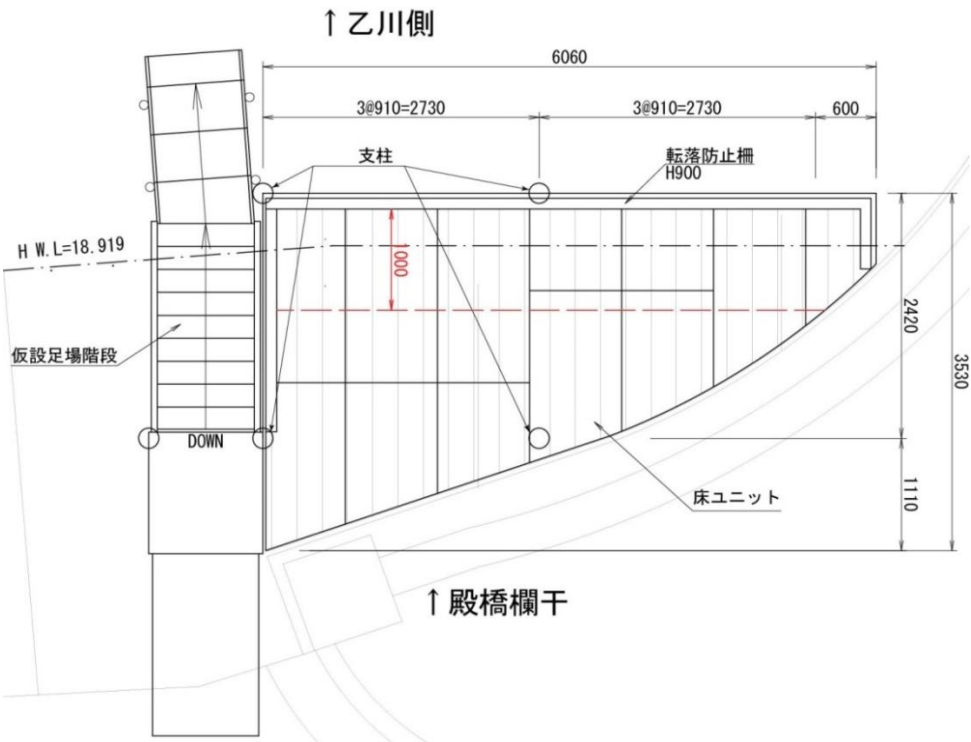 ↑乙川側
6060
3@910=2730
3@910=2730
600
支柱
転落防止柵
H900
H W.L=18.919
1000
2420
3530
仮設足場階段
DOWN
床ユニット
1110
↑殿橋欄干